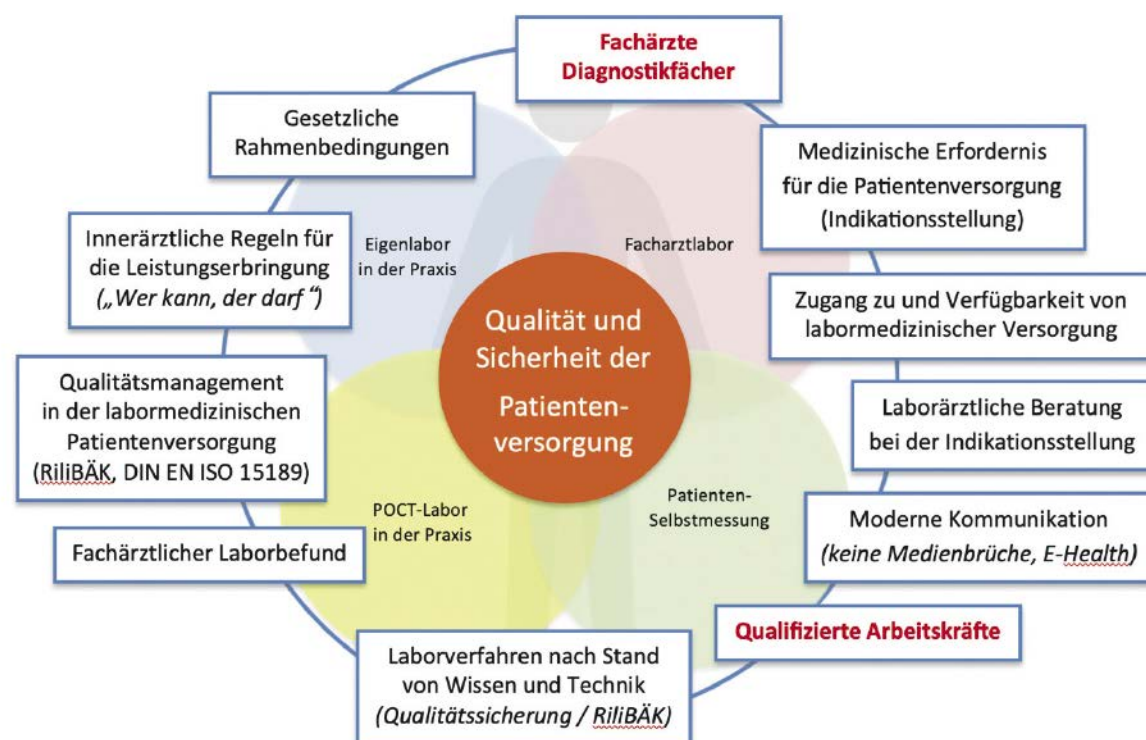 Fachärzte
Diagnostikfächer
Gesetzliche
Rahmenbedingungen
Medizinische Erfordernis
für die Patientenversorgung
(Indikationsstellung)
Innerärztliche Regeln für
die Leistungserbringung
(„Wer kann, der darf“)
Eigenlabor
in der Praxis
Facharztlabor
Zugang zu und Verfügbarkeit von
labormedizinischer Versorgung
Qualität und
Sicherheit der
Patienten-
versorgung
Qualitätsmanagement
in der labormedizinischen
Patientenversorgung
(RiliBÄK, DIN EN ISO 15189)
Laborärztliche Beratung
bei der Indikationsstellung
POCT-Labor
in der Praxis
Patienten-
Selbstmessung
Fachärztlicher Laborbefund
Moderne Kommunikation
(keine Medienbrüche, E-Health)
Qualifizierte Arbeitskräfte
Laborverfahren nach Stand
von Wissen und Technik
(Qualitätssicherung / RiliBÄK)